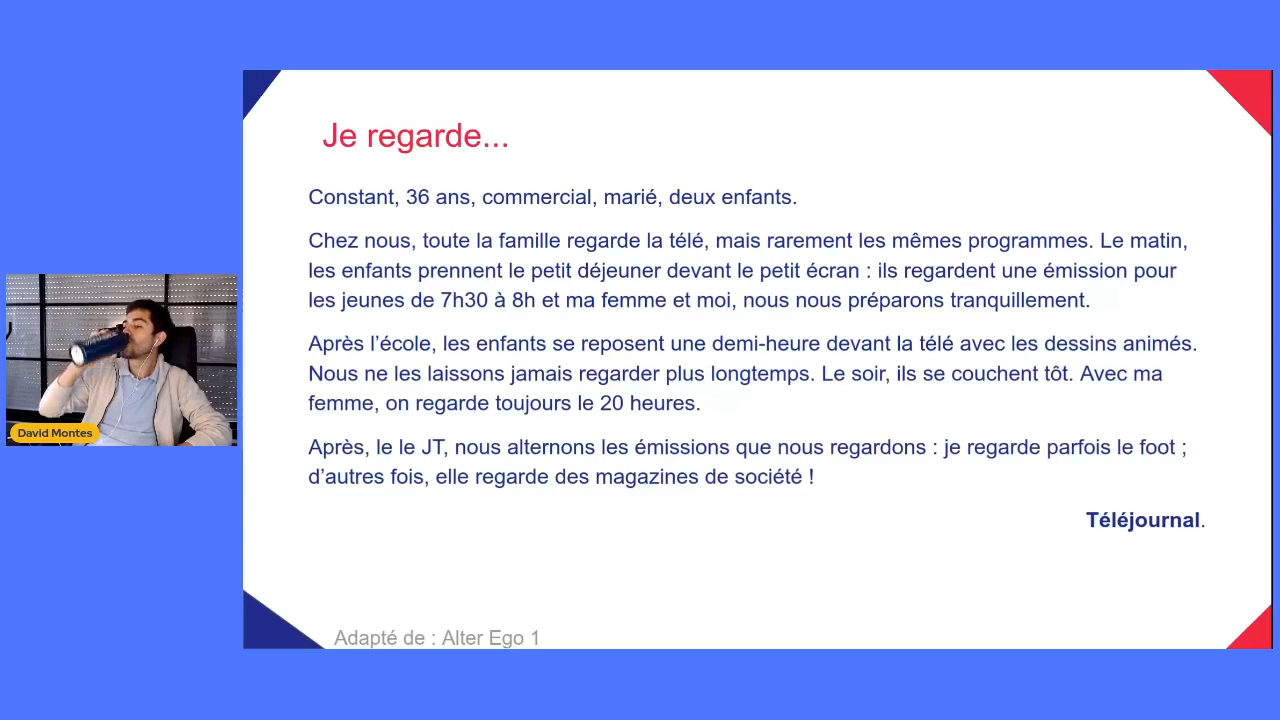 Je regarde...
Constant, 36 ans, commercial, marié, deux enfants.
Chez nous, toute la famille regarde la télé, mais rarement les mêmes programmes. Le matin,
les enfants prennent le petit déjeuner devant le petit écran : ils regardent une émission pour
les jeunes de 7h30 à 8h et ma femme et moi, nous nous préparons tranquillement.
Après l’école, les enfants se reposent une demi-heure devant la télé avec les dessins animés.
Nous ne les laissons jamais regarder plus longtemps. Le soir, ils se couchent tôt. Avec ma
femme, on regarde toujours le 20 heures.
Après, le le JT, nous alternons les émissions que nous regardons : je regarde parfois le foot ;
d’autres fois, elle regarde des magazines de société !
Téléjournal.
Adapté de : Alter Ego 1
David Montes